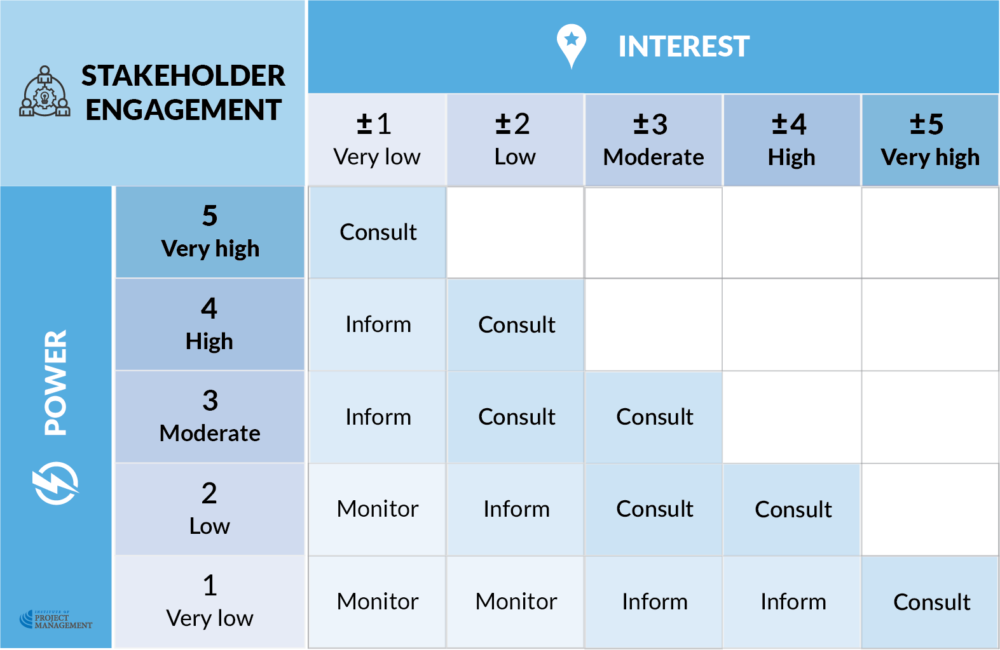 STAKEHOLDER
ENGAGEMENT
INTEREST
±1
Very low
±2
Low
±3
Moderate
±4
High
±5
Very high
POWER
5
Very high
Consult
4
High
Inform
Consult
3
Moderate
Inform
Consult
Consult
2
Low
Monitor
Inform
Consult
Consult
1
Very low
Monitor
Monitor
Inform
Inform
Consult
INSTITUTE OF
PROJECT
MANAGEMENT